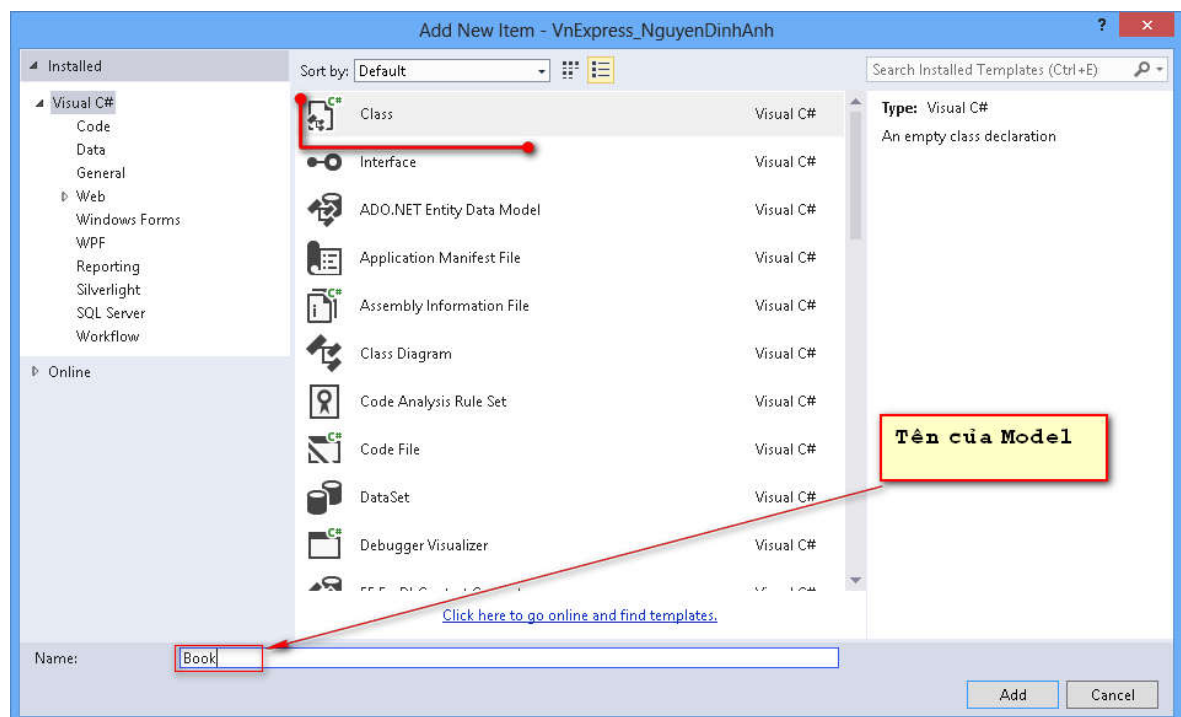 Add New Item - VnExpress_NguyenDinhAnh
? ×
Installed
Sort by: Default
Search Installed Templates (Ctrl+E)
Visual C#
Code
Data
General
Web
Windows Forms
WPF
Reporting
Silverlight
SQL Server
Workflow
Online
Class Visual C#
Interface Visual C#
ADO.NET Entity Data Model Visual C#
Application Manifest File Visual C#
Assembly Information File Visual C#
Class Diagram Visual C#
Code Analysis Rule Set Visual C#
Code File Visual C#
DataSet Visual C#
Debugger Visualizer Visual C#
Click here to go online and find templates.
Type: Visual C#
An empty class declaration
Tên của Model
Name: Book
Add Cancel